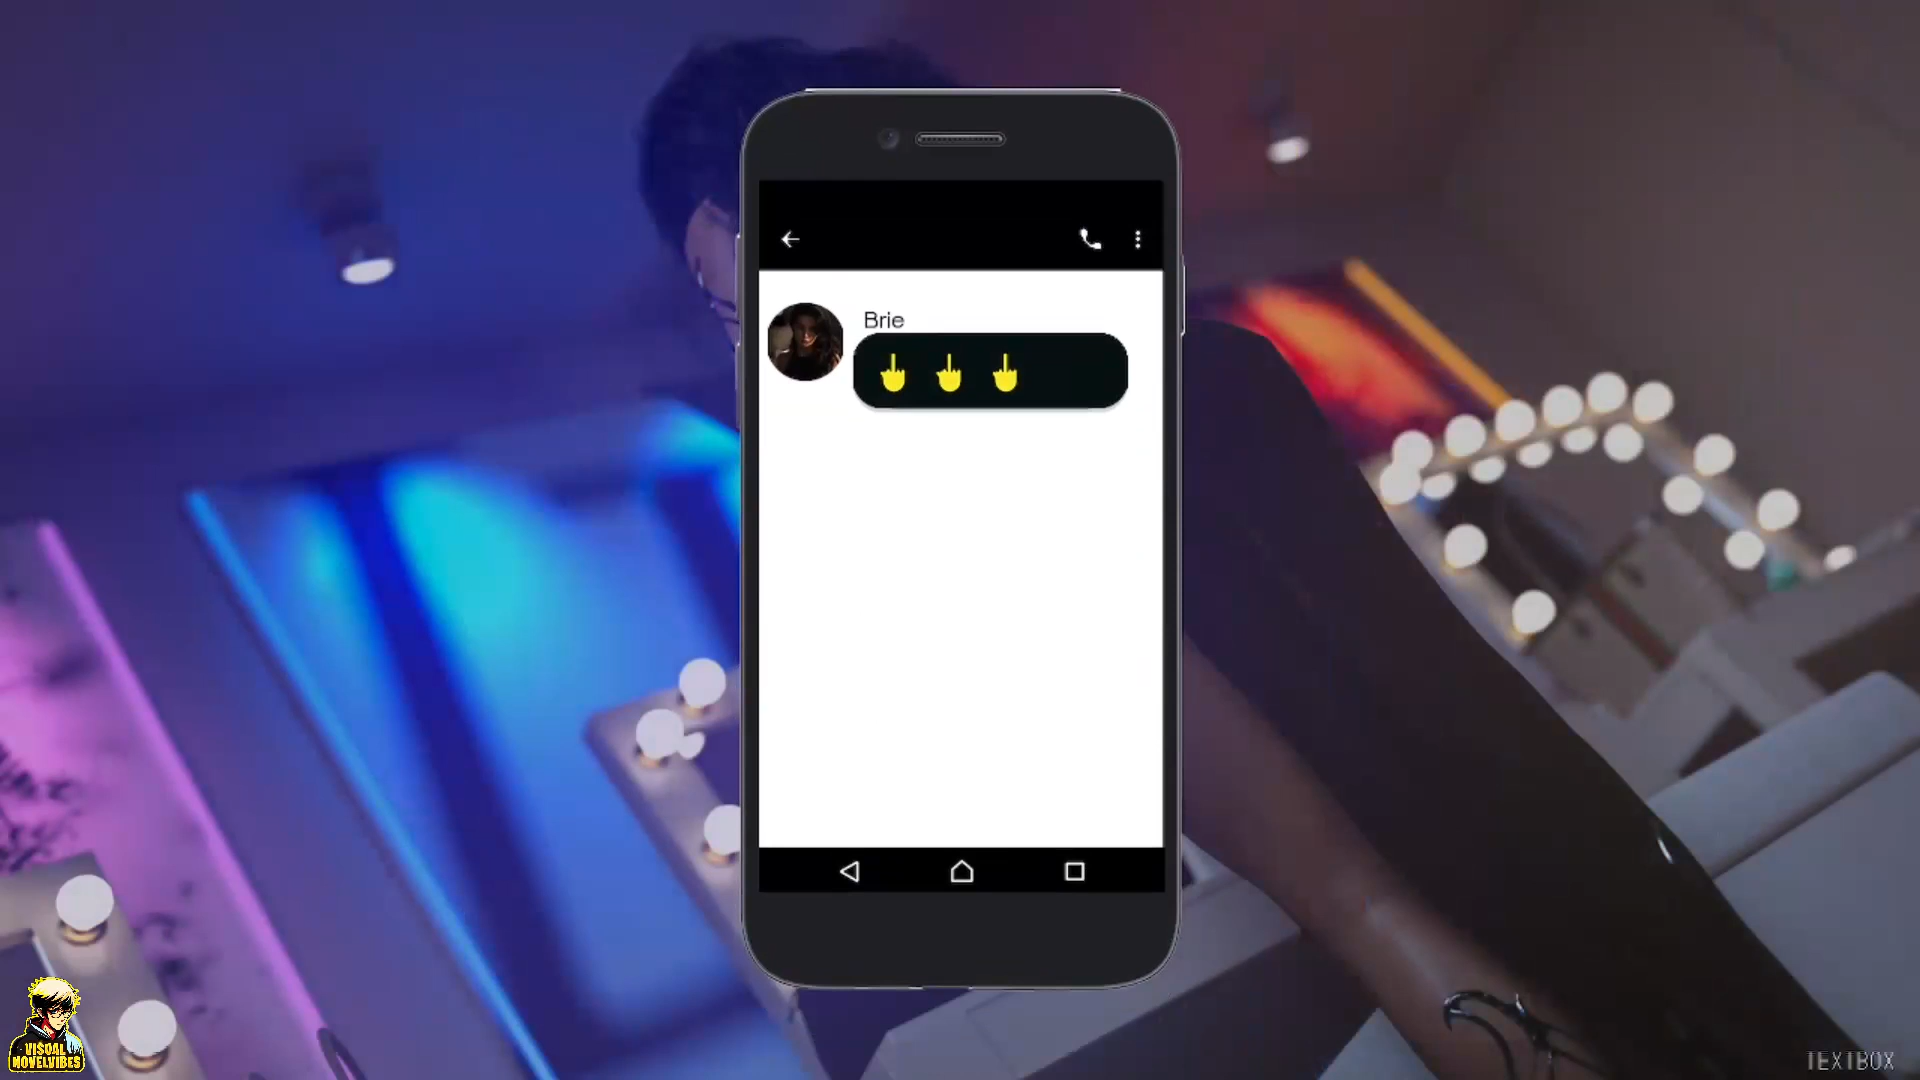 Brie
🖕 🖕 🖕
VISUAL
NOVELVIBES
TEXTBOX